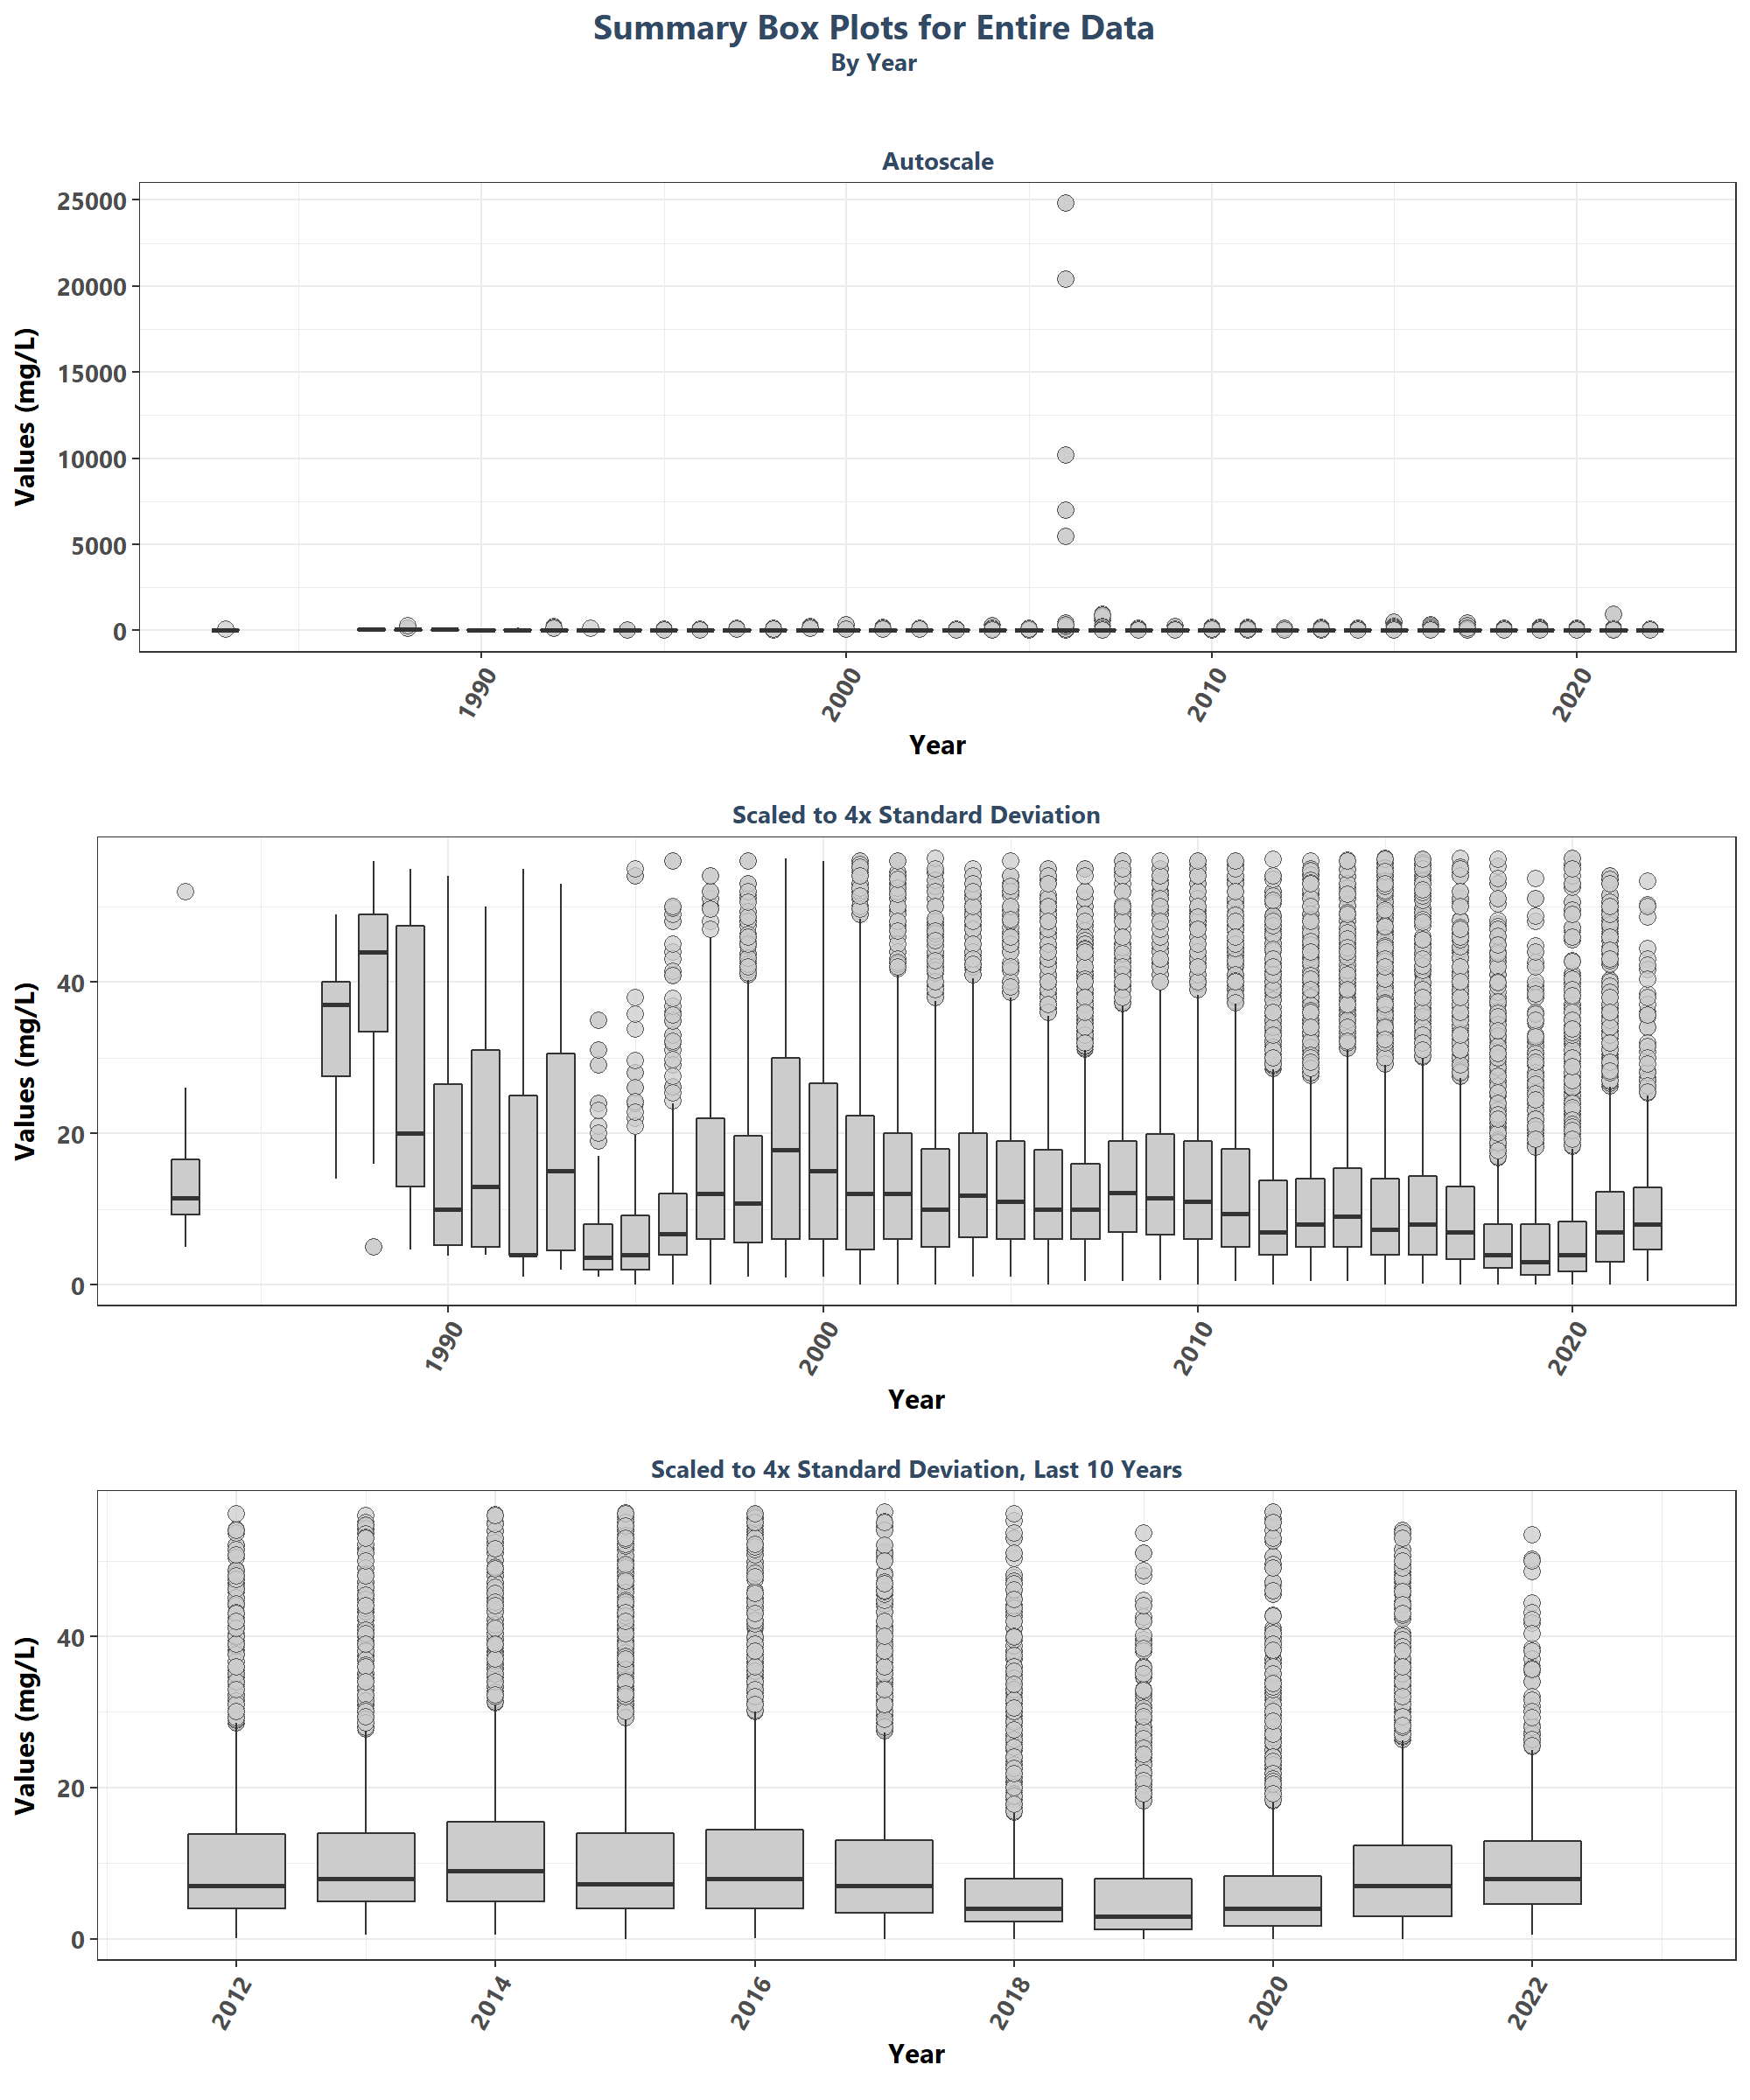 Summary Box Plots for Entire Data
By Year
Autoscale
25000
20000
15000
10000
5000
0
Values (mg/L)
1990 2000 2010 2020
Year
Scaled to 4x Standard Deviation
40
20
0
Values (mg/L)
1990 2000 2010 2020
Year
Scaled to 4x Standard Deviation, Last 10 Years
40
20
0
Values (mg/L)
2012 2014 2016 2018 2020 2022
Year